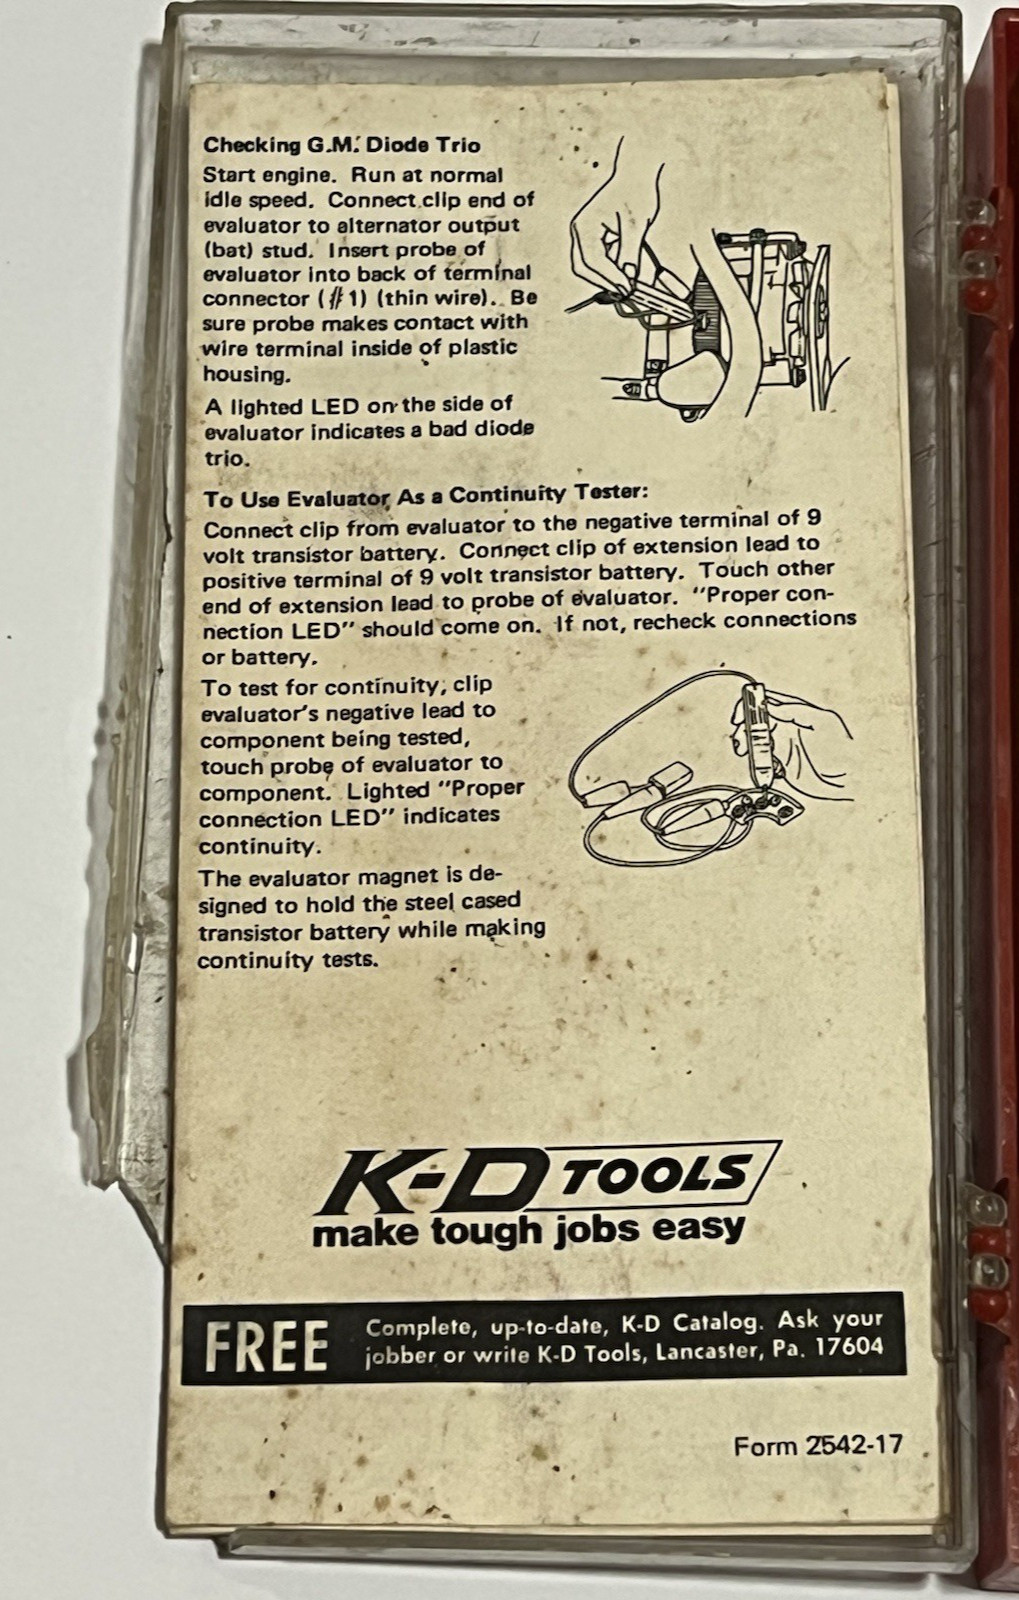 Checking G.M. Diode Trio
Start engine. Run at normal
idle speed. Connect clip end of
evaluator to alternator output
(bat) stud. Insert probe of
evaluator into back of terminal
connector (#1) (thin wire). Be
sure probe makes contact with
wire terminal inside of plastic
housing.
A lighted LED on the side of
evaluator indicates a bad diode
trio.
To Use Evaluator As a Continuity Tester:
Connect clip from evaluator to the negative terminal of 9
volt transistor battery. Connect clip of extension lead to
positive terminal of 9 volt transistor battery. Touch other
end of extension lead to probe of evaluator. "Proper con-
nection LED" should come on. If not, recheck connections
or battery.
To test for continuity, clip
evaluator's negative lead to
component being tested,
touch probe of evaluator to
component. Lighted "Proper
connection LED" indicates
continuity.
The evaluator magnet is de-
signed to hold the steel cased
transistor battery while making
continuity tests.
K-D TOOLS
make tough jobs easy
FREE Complete, up-to-date, K-D Catalog. Ask your
jobber or write K-D Tools, Lancaster, Pa. 17604
Form 2542-17